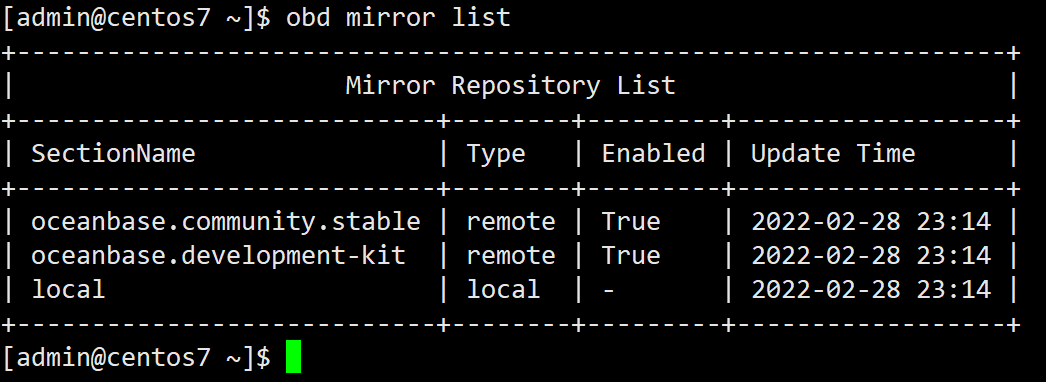 [admin@centos7 ~]$ obd mirror list
+------------------------------------------------------------------+
|                      Mirror Repository List                      |
+----------------------------+--------+---------+------------------+
| SectionName                | Type   | Enabled | Update Time      |
+----------------------------+--------+---------+------------------+
| oceanbase.community.stable | remote | True    | 2022-02-28 23:14 |
| oceanbase.development-kit  | remote | True    | 2022-02-28 23:14 |
| local                      | local  | -       | 2022-02-28 23:14 |
+----------------------------+--------+---------+------------------+
[admin@centos7 ~]$